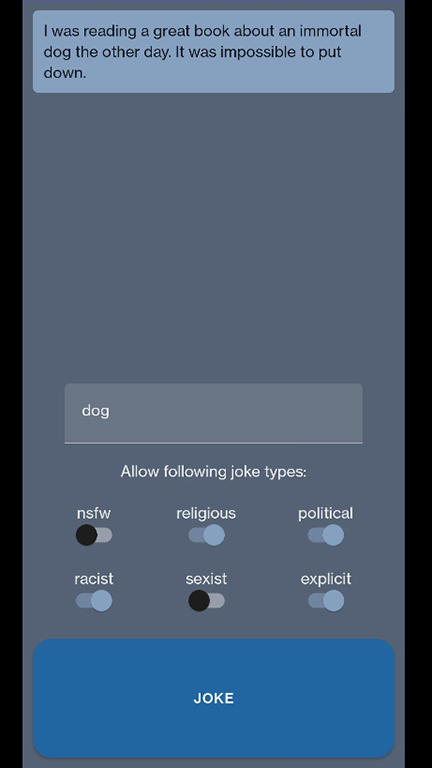 I was reading a great book about an immortal
dog the other day. It was impossible to put
down.
dog
Allow following joke types:
nsfw religious political
racist sexist explicit
JOKE